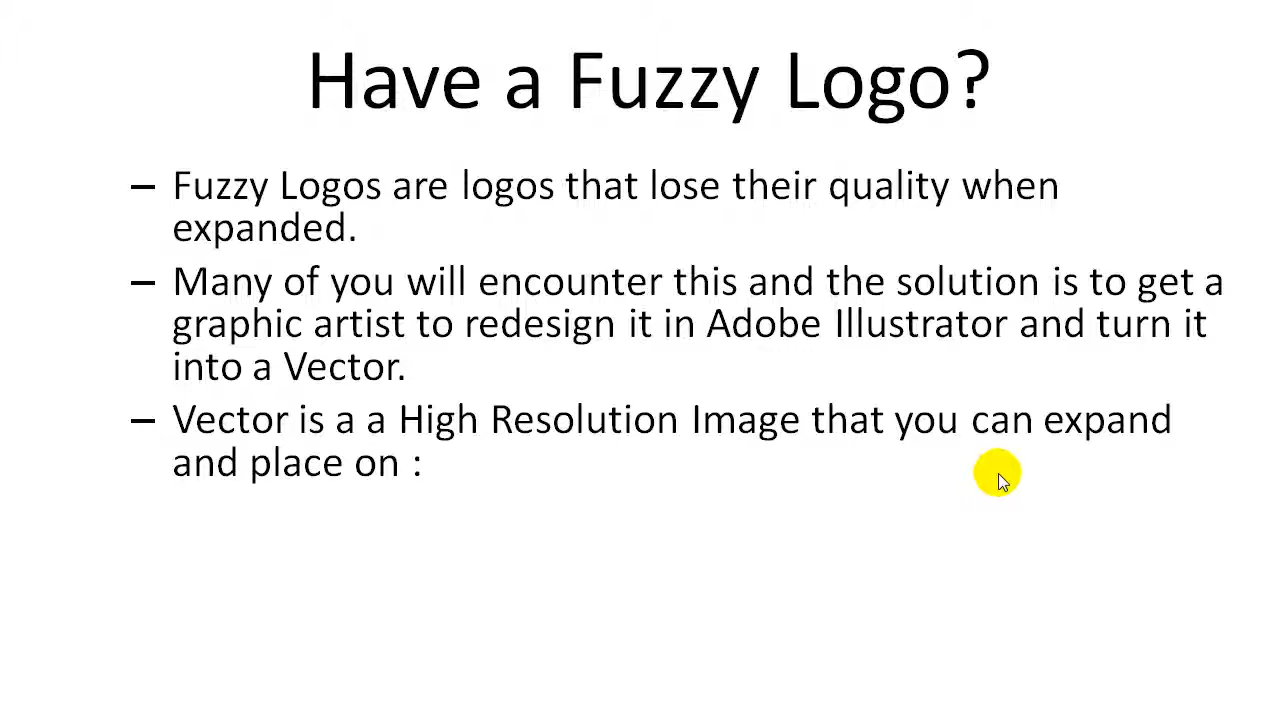 Have a Fuzzy Logo?
– Fuzzy Logos are logos that lose their quality when
expanded.
– Many of you will encounter this and the solution is to get a
graphic artist to redesign it in Adobe Illustrator and turn it
into a Vector.
– Vector is a a High Resolution Image that you can expand
and place on :